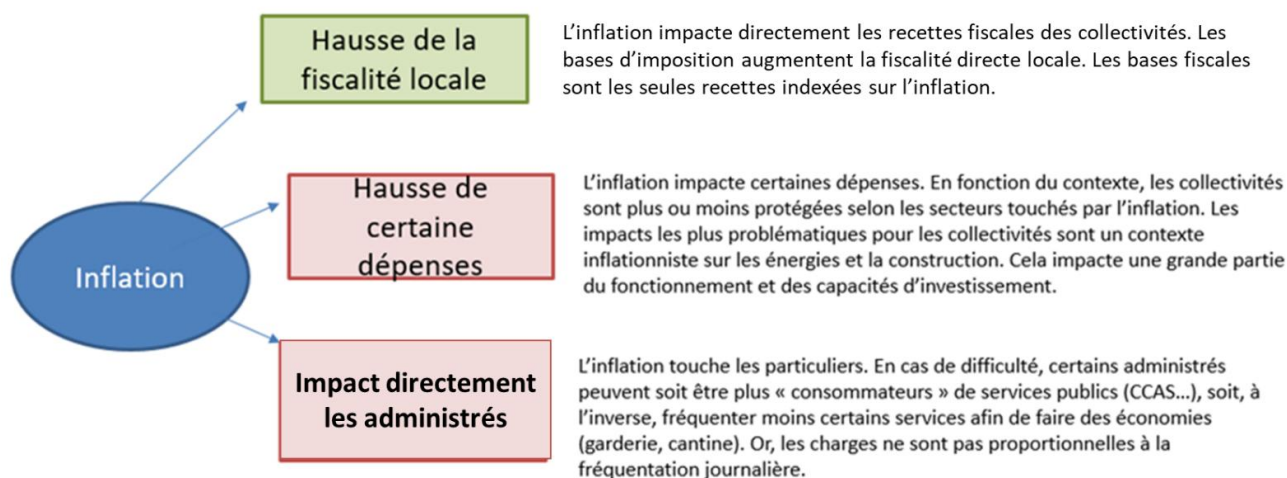 Hausse de la
fiscalité locale
L’inflation impacte directement les recettes fiscales des collectivités. Les
bases d’imposition augmentent la fiscalité directe locale. Les bases fiscales
sont les seules recettes indexées sur l’inflation.
Inflation
Hausse de
certaine
dépenses
L’inflation impacte certaines dépenses. En fonction du contexte, les collectivités
sont plus ou moins protégées selon les secteurs touchés par l’inflation. Les
impacts les plus problématiques pour les collectivités sont un contexte
inflationniste sur les énergies et la construction. Cela impacte une grande partie
du fonctionnement et des capacités d’investissement.
Impact directement
les administrés
L’inflation touche les particuliers. En cas de difficulté, certains administrés
peuvent soit être plus « consommateurs » de services publics (CCAS…), soit, à
l’inverse, fréquenter moins certains services afin de faire des économies
(garderie, cantine). Or, les charges ne sont pas proportionnelles à la
fréquentation journalière.